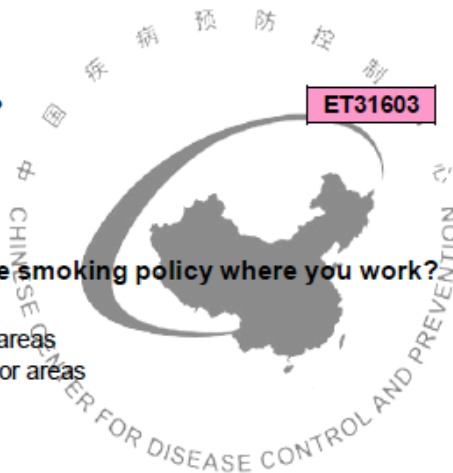 中国疾病预防控制中心
ET31603
smoking policy where you work?
areas
areas
CHINESE CENTER FOR DISEASE CONTROL AND PREVENTION